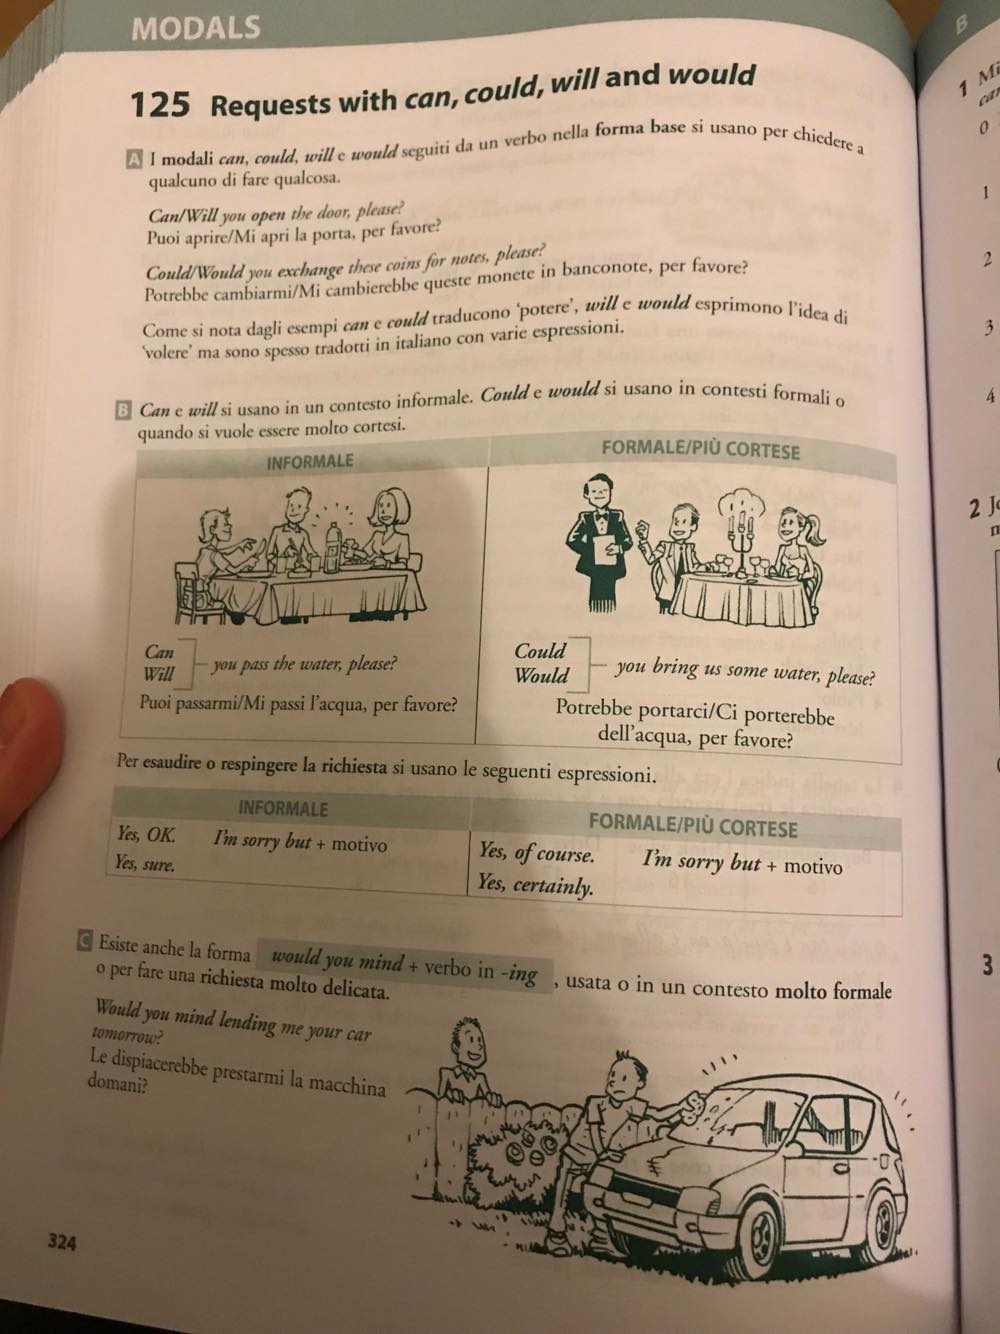 MODALS
125 Requests with can, could, will and would
A I modali can, could, will e would seguiti da un verbo nella forma base si usano per chiedere a
qualcuno di fare qualcosa.
Can/Will you open the door, please?
Puoi aprire/Mi apri la porta, per favore?
Could/Would you exchange these coins for notes, please?
Potrebbe cambiarmi/Mi cambierebbe queste monete in banconote, per favore?
Come si nota dagli esempi can e could traducono ‘potere’, will e would esprimono l’idea di
‘volere’ ma sono spesso tradotti in italiano con varie espressioni.
B Can e will si usano in un contesto informale. Could e would si usano in contesti formali o
quando si vuole essere molto cortesi.
INFORMALE
Can
Will
you pass the water, please?
Puoi passarmi/Mi passi l’acqua, per favore?
FORMALE/PIÙ CORTESE
Could
Would
you bring us some water, please?
Potrebbe portarci/Ci porterebbe
dell’acqua, per favore?
Per esaudire o respingere la richiesta si usano le seguenti espressioni.
INFORMALE
Yes, OK. I’m sorry but + motivo
Yes, sure.
FORMALE/PIÙ CORTESE
Yes, of course. I’m sorry but + motivo
Yes, certainly.
C Esiste anche la forma would you mind + verbo in -ing , usata o in un contesto molto formale
o per fare una richiesta molto delicata.
Would you mind lending me your car
tomorrow?
Le dispiacerebbe prestarmi la macchina
domani?
324
B
1 Mi
0
1
2
3
4
2
3